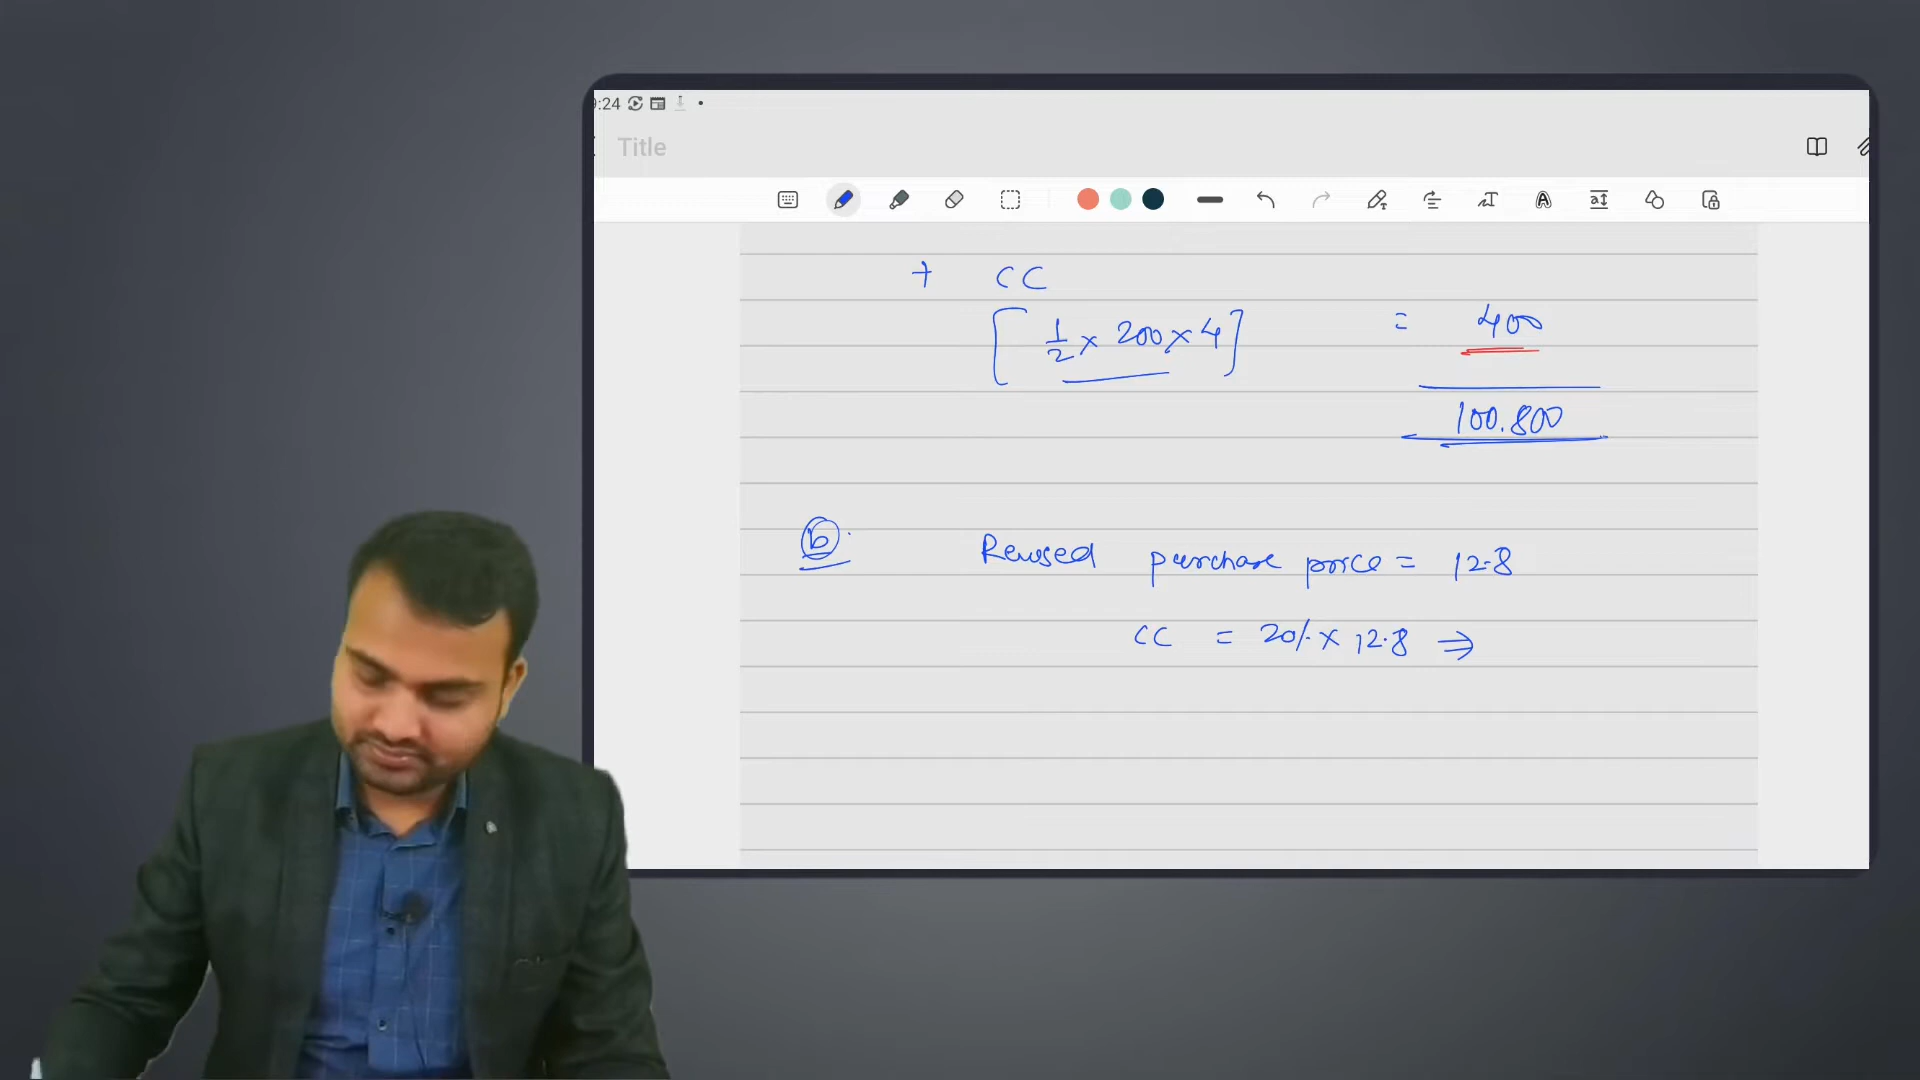 9:24
Title
+ CC
[ 1/2 × 200 × 4 ] = 400
100.800
b.
Revised purchase price = 12.8
CC = 20% × 12.8 ⇒